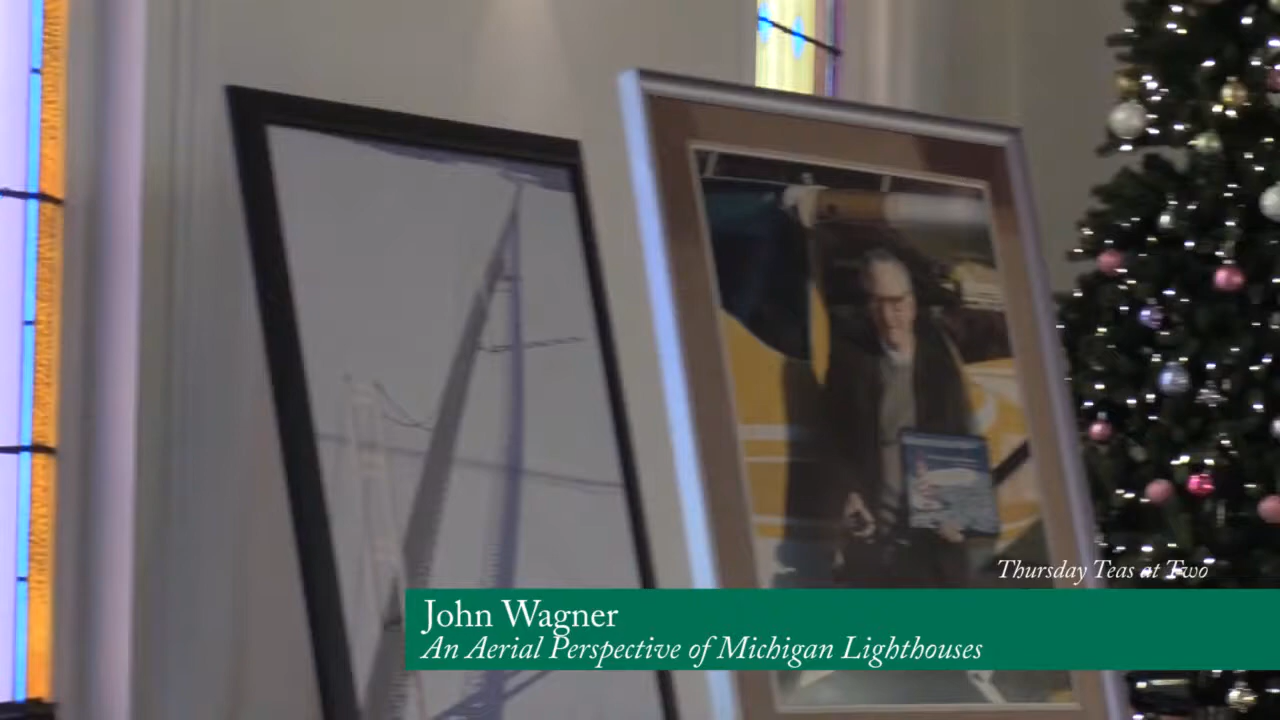 Thursday Teas at Two
John Wagner
An Aerial Perspective of Michigan Lighthouses